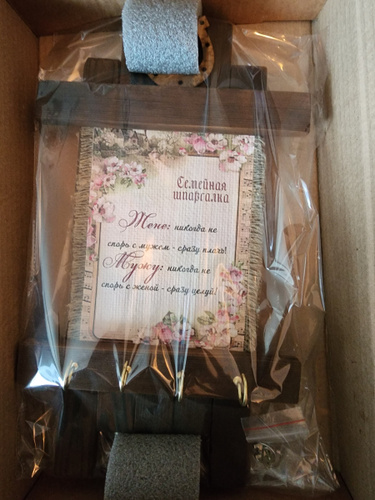 Семейная
шпаргалка
Жене: никогда не
спорь с мужем - сразу плачь!
Мужу: никогда не
спорь с женой - сразу целуй!